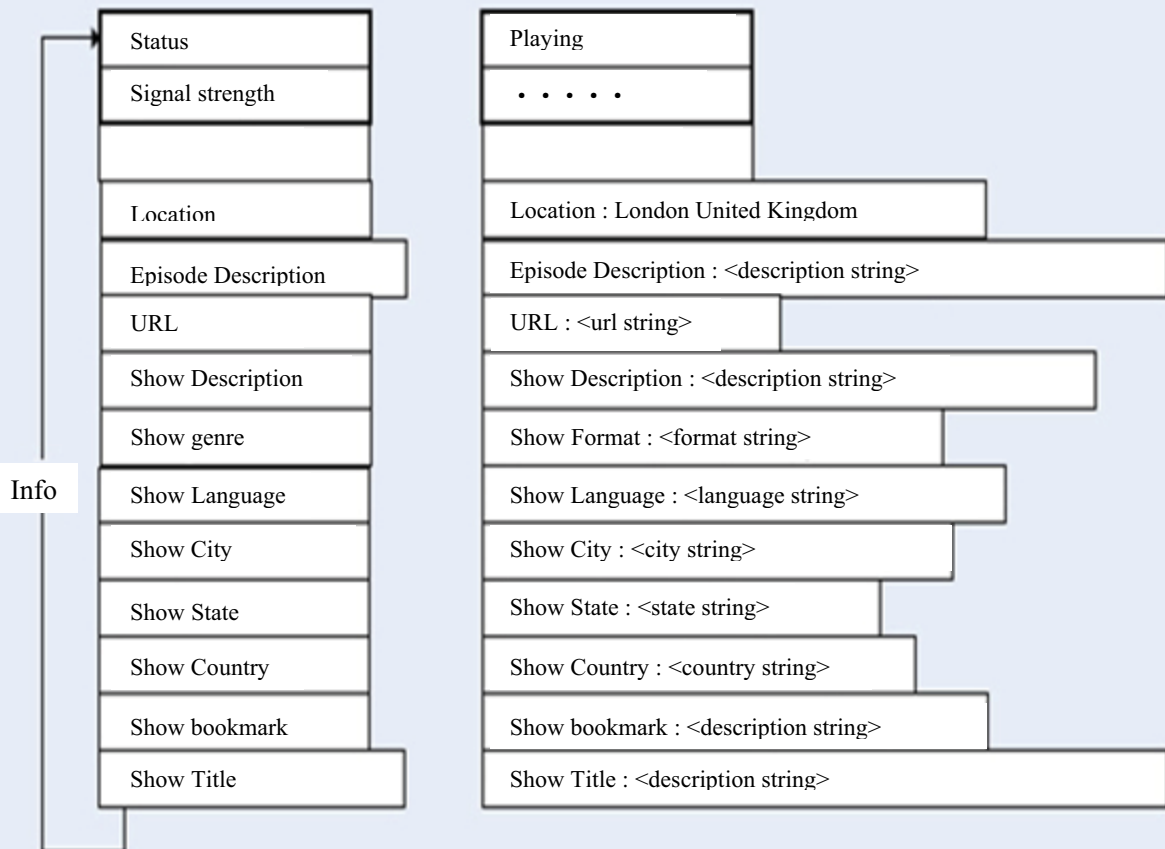 Status
Playing
Signal strength
. . . . .
Location
Location : London United Kingdom
Episode Description
Episode Description : <description string>
URL
URL : <url string>
Show Description
Show Description : <description string>
Show genre
Show Format : <format string>
Info
Show Language
Show Language : <language string>
Show City
Show City : <city string>
Show State
Show State : <state string>
Show Country
Show Country : <country string>
Show bookmark
Show bookmark : <description string>
Show Title
Show Title : <description string>